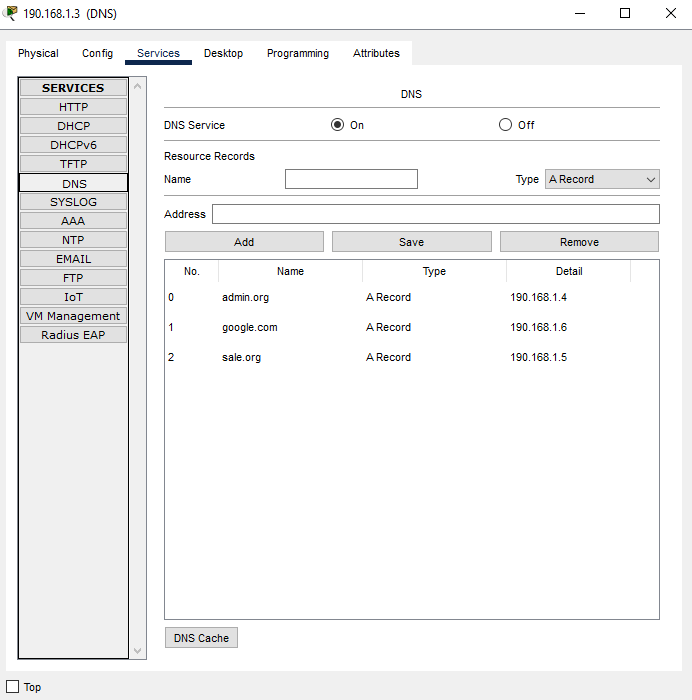 190.168.1.3 (DNS)
Physical Config Services Desktop Programming Attributes
SERVICES
HTTP
DHCP
DHCPv6
TFTP
DNS
SYSLOG
AAA
NTP
EMAIL
FTP
IoT
VM Management
Radius EAP
DNS
DNS Service On Off
Resource Records
Name Type A Record
Address
Add Save Remove
No. Name Type Detail
0 admin.org A Record 190.168.1.4
1 google.com A Record 190.168.1.6
2 sale.org A Record 190.168.1.5
DNS Cache
Top